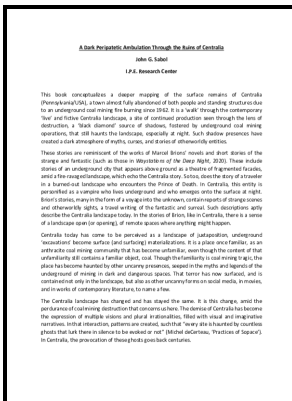 A Dark Peripatetic Ambulation Through the Ruins of Centralia
John G. Sabol
I.P.E. Research Center
This book conceptualizes a deeper mapping of the surface remains of Centralia
(Pennsylvania/USA), a town almost fully abandoned of both people and standing structures due
to an underground coal mining fire burning since 1962. It is a 'walk' through the contemporary
'live' and fictive Centralia landscape, a site of continued production seen through the lens of
destruction, a 'black diamond' source of shadows, fostered by underground coal mining
operations, that still haunts the landscape, especially at night. Such shadow presences have
created a dark atmosphere of myths, curses, and stories of otherworldly entities.
These stories are reminiscent of the works of Marcel Brions' novels and short stories of the
strange and fantastic (such as those in Waystations of the Deep Night, 2020). These include
stories of an underground city that appears above ground as a theatre of fragmented facades,
amid a fire-ravaged landscape, which echo the Centralia story. So too, does the story of traveler
in a burned-out landscape who encounters the Prince of Death. In Centralia, this entity is
personified as a vampire who lives underground and who emerges onto the surface at night.
Brion's stories, many in the form of a voyage into the unknown, contain reports of strange scenes
and otherworldly sights, a travel writing of the fantastic and surreal. Such descriptions aptly
describe the Centralia landscape today. In the stories of Brion, like in Centralia, there is a sense
of a landscape open (or opening), of remote spaces where anything might happen.
Centralia today has come to be perceived as a landscape of juxtaposition, underground
'excavations' become surface (and surfacing) materializations. It is a place once familiar, as an
anthracite coal mining community that has become unfamiliar, even though the content of that
unfamiliarity still contains a familiar object, coal. Though the familiarity is coal mining tragic, the
place has become haunted by other uncanny presences, seeped in the myths and legends of the
underground of mining in dark and dangerous spaces. That terror has now surfaced, and is
contained not only in the landscape, but also as other uncanny forms on social media, in movies,
and in works of contemporary literature, to name a few.
The Centralia landscape has changed and has stayed the same. It is this change, amid the
perdurance of coal mining destruction that concerns us here. The demise of Centralia has become
the expression of multiple visions and plural irrationalities, filled with visual and imaginative
narratives. In that interaction, patterns are created, such that "every site is haunted by countless
ghosts that lurk there in silence to be evoked or not" (Michel deCerteau, 'Practices of Sopace').
In Centralia, the provocation of these ghosts goes back centuries.